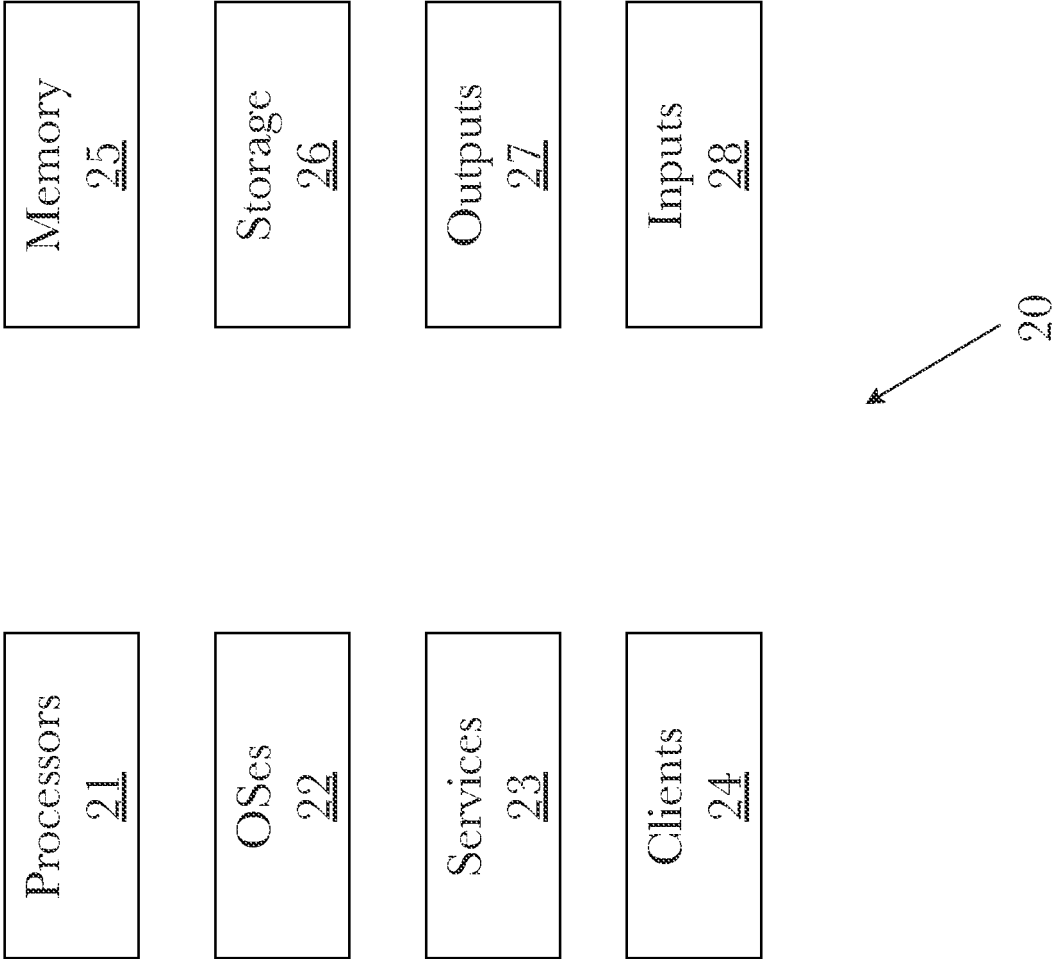 Processors
21
OSes
22
Services
23
Clients
24
Memory
25
Storage
26
Outputs
27
Inputs
28
20